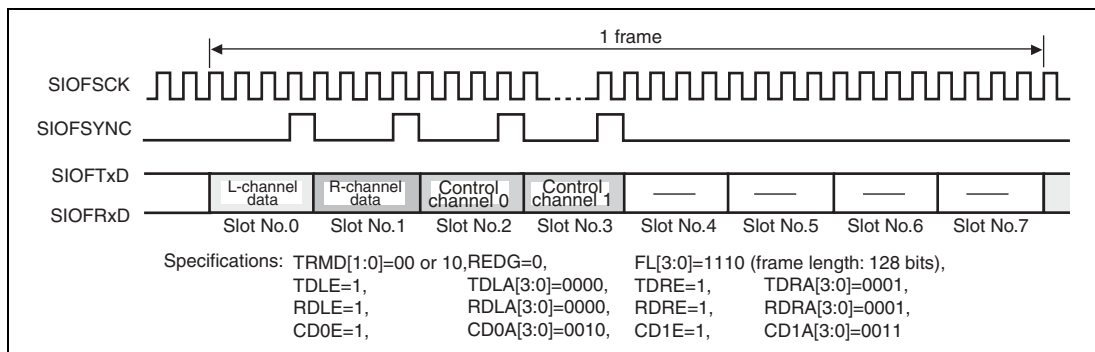 1 frame
SIOFSCK
SIOFSYNC
SIOFTxD
SIOFRxD
L-channel data
R-channel data
Control channel 0
Control channel 1
Slot No.0 Slot No.1 Slot No.2 Slot No.3 Slot No.4 Slot No.5 Slot No.6 Slot No.7
Specifications: TRMD[1:0]=00 or 10,REDG=0, FL[3:0]=1110 (frame length: 128 bits),
TDLE=1, TDLA[3:0]=0000, TDRE=1, TDRA[3:0]=0001,
RDLE=1, RDLA[3:0]=0000, RDRE=1, RDRA[3:0]=0001,
CD0E=1, CD0A[3:0]=0010, CD1E=1, CD1A[3:0]=0011